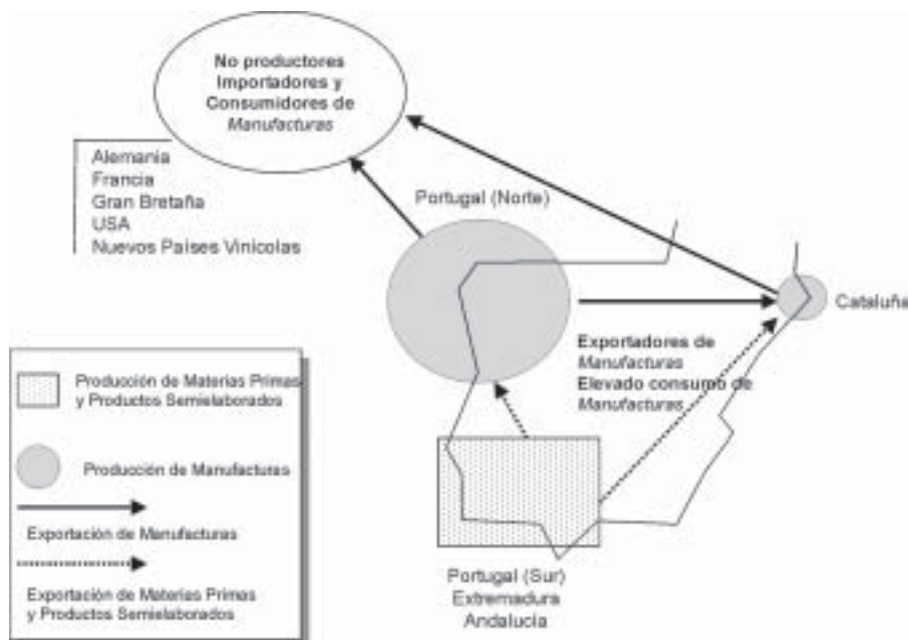 No productores
Importadores y
Consumidores de
Manufacturas
Alemania
Francia
Gran Bretaña
USA
Nuevos Países Vinícolas
Portugal (Norte)
Cataluña
Exportadores de
Manufacturas
Elevado consumo de
Manufacturas
Producción de Materias Primas
y Productos Semielaborados
Producción de Manufacturas
Exportación de Manufacturas
Exportación de Materias Primas
y Productos Semielaborados
Portugal (Sur)
Extremadura
Andalucía